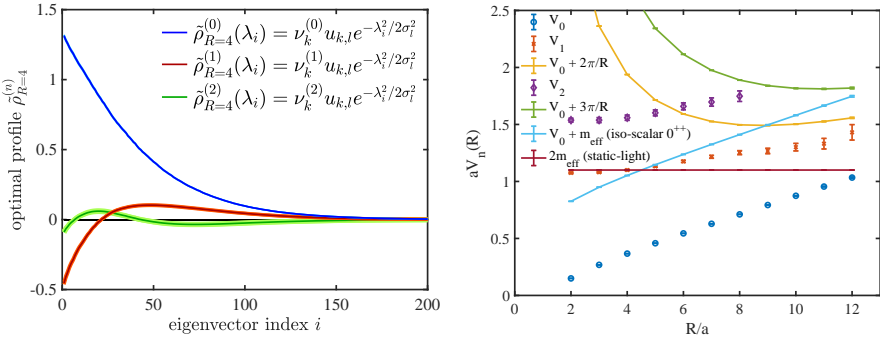 1.5
1
0.5
0
-0.5
0
50
100
150
200
eigenvector index i
optimal profile ρ̃_{R=4}^{(n)}
ρ̃_{R=4}^{(0)}(λ_i) = ν_k^{(0)} u_{k,l} e^{-λ_i^2/2σ_l^2}
ρ̃_{R=4}^{(1)}(λ_i) = ν_k^{(1)} u_{k,l} e^{-λ_i^2/2σ_l^2}
ρ̃_{R=4}^{(2)}(λ_i) = ν_k^{(2)} u_{k,l} e^{-λ_i^2/2σ_l^2}
2.5
2
1.5
1
0.5
0
0
2
4
6
8
10
12
R/a
aV_n(R)
V_0
V_1
V_0 + 2π/R
V_2
V_0 + 3π/R
V_0 + m_eff (iso-scalar 0^{++})
2m_eff (static-light)